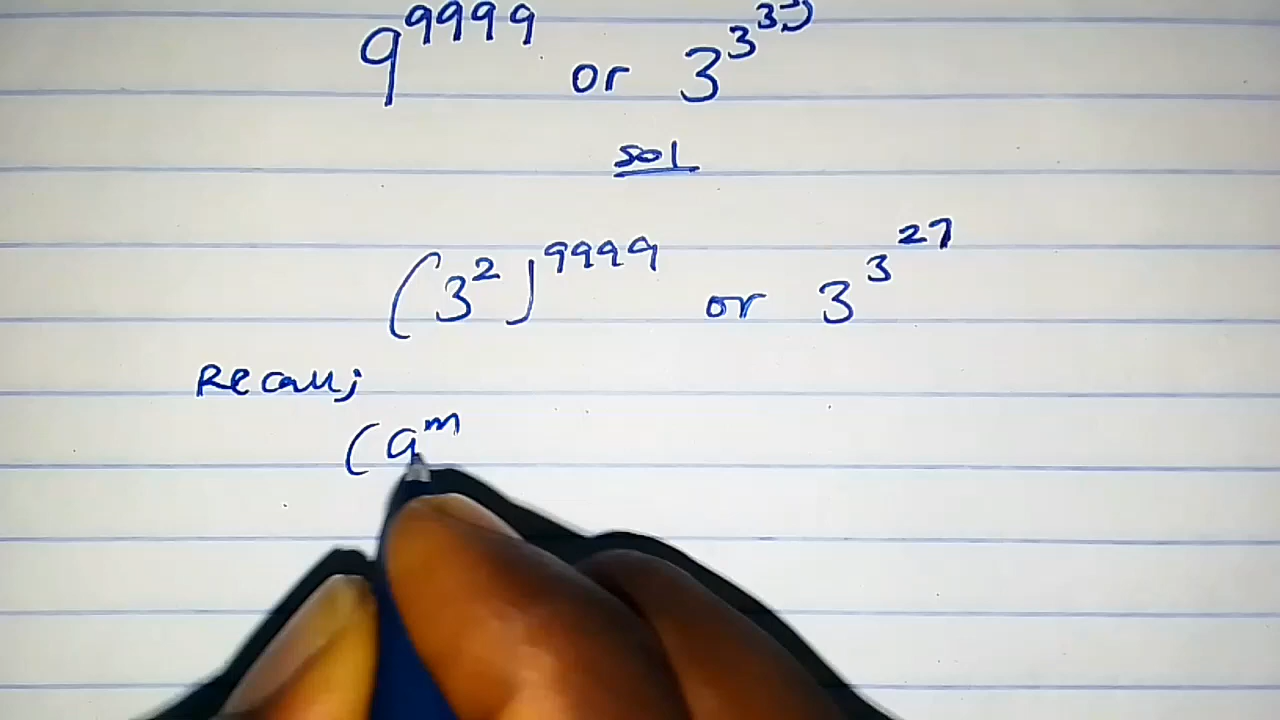 9^9999 or 3^3^3^3
sol
(3^2)^9999 or 3^3^27
Recall;
(a^m